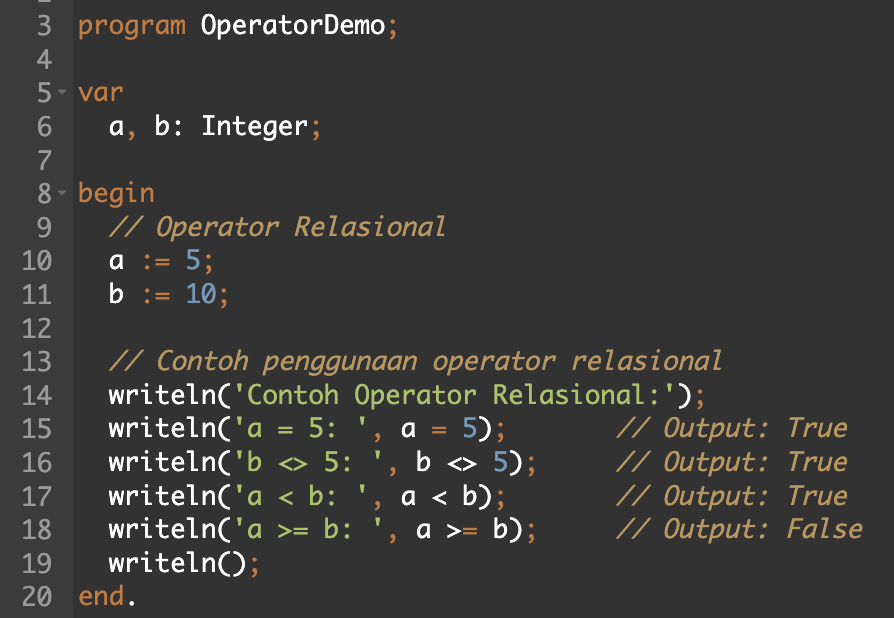 3 program OperatorDemo;
4
5 var
6 a, b: Integer;
7
8 begin
9 // Operator Relasional
10 a := 5;
11 b := 10;
12
13 // Contoh penggunaan operator relasional
14 writeln('Contoh Operator Relasional:');
15 writeln('a = 5: ', a = 5); // Output: True
16 writeln('b <> 5: ', b <> 5); // Output: True
17 writeln('a < b: ', a < b); // Output: True
18 writeln('a >= b: ', a >= b); // Output: False
19 writeln();
20 end.